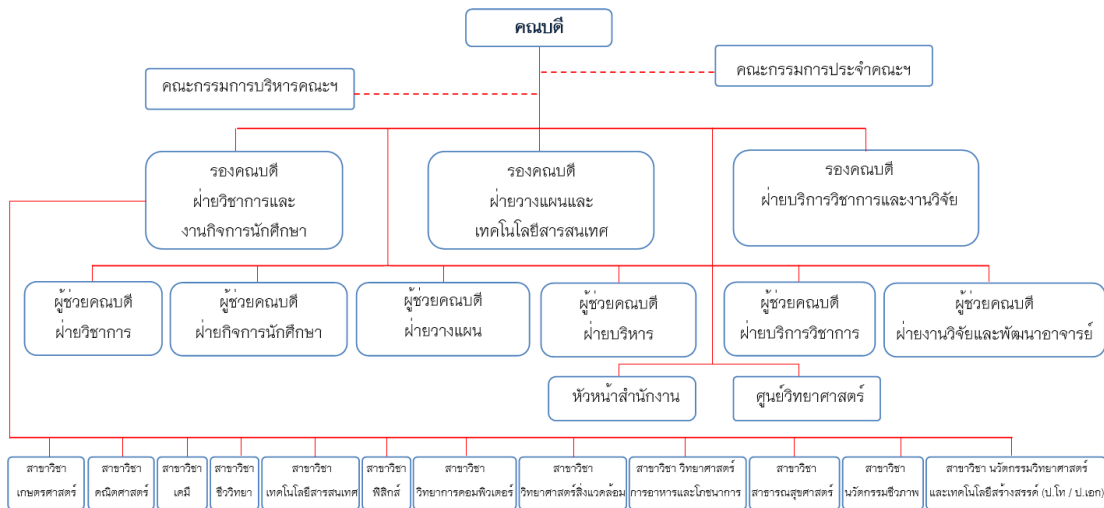 คณบดี
คณะกรรมการประจำคณะฯ
คณะกรรมการบริหารคณะฯ
รองคณบดี
ฝ่ายวิชาการและ
งานกิจการนักศึกษา
รองคณบดี
ฝ่ายวางแผนและ
เทคโนโลยีสารสนเทศ
รองคณบดี
ฝ่ายบริการวิชาการและงานวิจัย
ผู้ช่วยคณบดี
ฝ่ายวิชาการ
ผู้ช่วยคณบดี
ฝ่ายกิจการนักศึกษา
ผู้ช่วยคณบดี
ฝ่ายวางแผน
ผู้ช่วยคณบดี
ฝ่ายบริหาร
ผู้ช่วยคณบดี
ฝ่ายบริการวิชาการ
ผู้ช่วยคณบดี
ฝ่ายงานวิจัยและพัฒนาอาจารย์
หัวหน้าสำนักงาน
ศูนย์วิทยาศาสตร์
สาขาวิชา
เกษตรศาสตร์
สาขาวิชา
คณิตศาสตร์
สาขาวิชา
เคมี
สาขาวิชา
ชีววิทยา
สาขาวิชา
เทคโนโลยีสารสนเทศ
สาขาวิชา
ฟิสิกส์
สาขาวิชา
วิทยาการคอมพิวเตอร์
สาขาวิชา
วิทยาศาสตร์สิ่งแวดล้อม
สาขาวิชา วิทยาศาสตร์
การอาหารและโภชนาการ
สาขาวิชา
สาธารณสุขศาสตร์
สาขาวิชา
นวัตกรรมชีวภาพ
สาขาวิชา นวัตกรรมวิทยาศาสตร์
และเทคโนโลยีสร้างสรรค์ (ป.โท / ป.เอก)